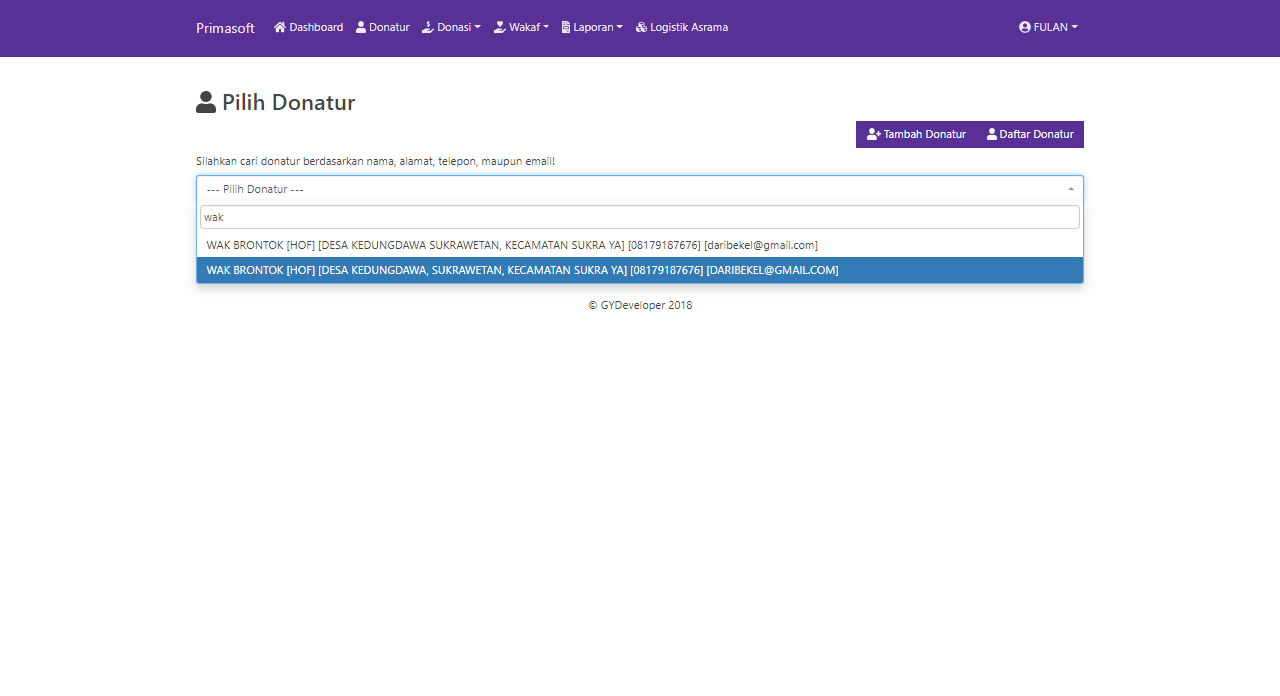 Primasoft Dashboard Donatur Donasi Wakaf Laporan Logistik Asrama FULAN
Pilih Donatur
Tambah Donatur Daftar Donatur
Silahkan cari donatur berdasarkan nama, alamat, telepon, maupun email!
--- Pilih Donatur ---
wak
WAK BRONTOK [HOF] [DESA KEDUNGDAWA SUKRAWETAN, KECAMATAN SUKRA YA] [08179187676] [daribekel@gmail.com]
WAK BRONTOK [HOF] [DESA KEDUNGDAWA, SUKRAWETAN, KECAMATAN SUKRA YA] [08179187676] [DARIBEKEL@GMAIL.COM]
© GYDeveloper 2018